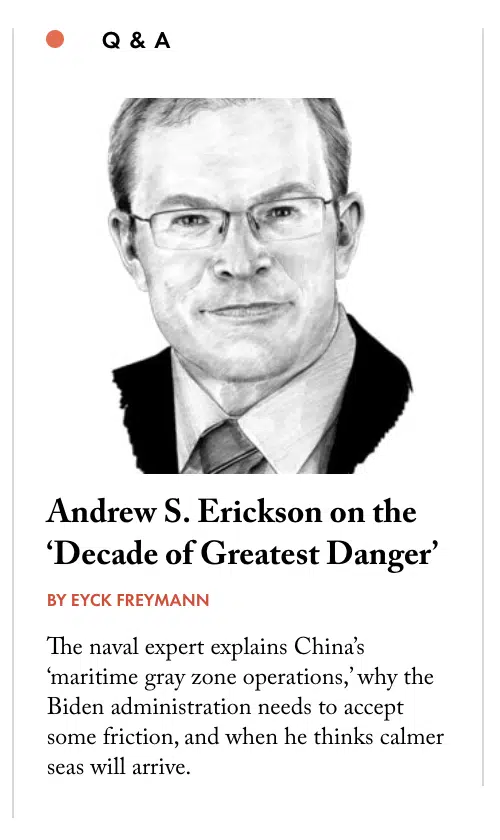 Q & A
Andrew S. Erickson on the
‘Decade of Greatest Danger’
BY EYCK FREYMANN
The naval expert explains China’s
‘maritime gray zone operations,’ why the
Biden administration needs to accept
some friction, and when he thinks calmer
seas will arrive.